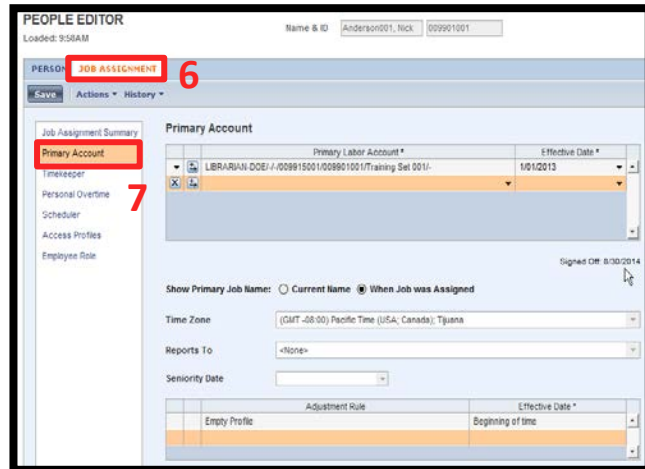 PEOPLE EDITOR
Loaded: 9:58AM
Name & ID Anderson001, Nick 009901001
PERSON JOB ASSIGNMENT 6
Save Actions History
Job Assignment Summary
Primary Account
Timekeeper
Personal Overtime
Scheduler
Access Profiles
Employee Role
7
Primary Account
Primary Labor Account * Effective Date *
LIBRARIAN-DOE/-/-/009915001/009901001/Training Set 001/- 1/01/2013
Signed Off: 8/30/2014
Show Primary Job Name: Current Name When Job was Assigned
Time Zone (GMT -08:00) Pacific Time (USA; Canada); Tijuana
Reports To <None>
Seniority Date
Adjustment Rule Effective Date *
Empty Profile Beginning of time